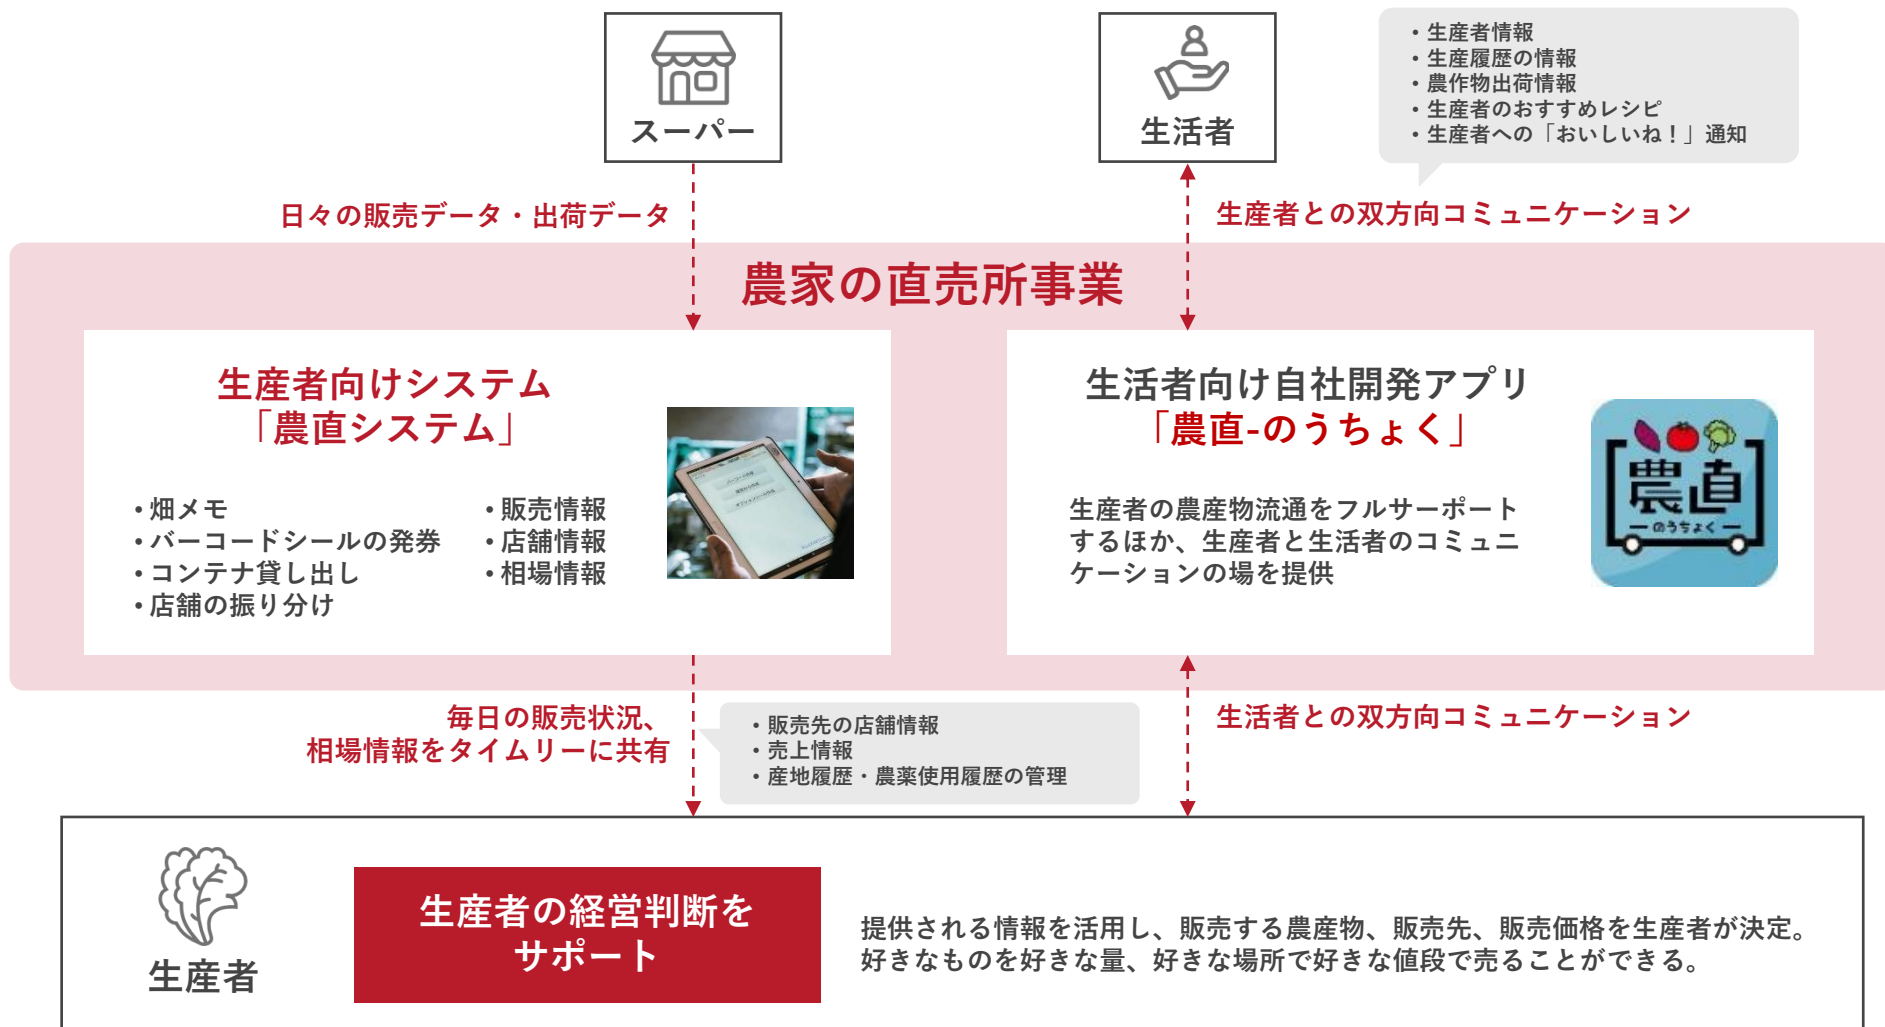 スーパー
生活者
・生産者情報
・生産履歴の情報
・農作物出荷情報
・生産者のおすすめレシピ
・生産者への「おいしいね！」通知
日々の販売データ・出荷データ
生産者との双方向コミュニケーション
農家の直売所事業
生産者向けシステム
「農直システム」
・畑メモ
・バーコードシールの発券
・コンテナ貸し出し
・店舗の振り分け
・販売情報
・店舗情報
・相場情報
生活者向け自社開発アプリ
「農直-のうちょく」
生産者の農産物流通をフルサーポート
するほか、生産者と生活者のコミュニ
ケーションの場を提供
農直
のうちょく
毎日の販売状況、
相場情報をタイムリーに共有
・販売先の店舗情報
・売上情報
・産地履歴・農薬使用履歴の管理
生活者との双方向コミュニケーション
生産者
生産者の経営判断を
サポート
提供される情報を活用し、販売する農産物、販売先、販売価格を生産者が決定。
好きなものを好きな量、好きな場所で好きな値段で売ることができる。